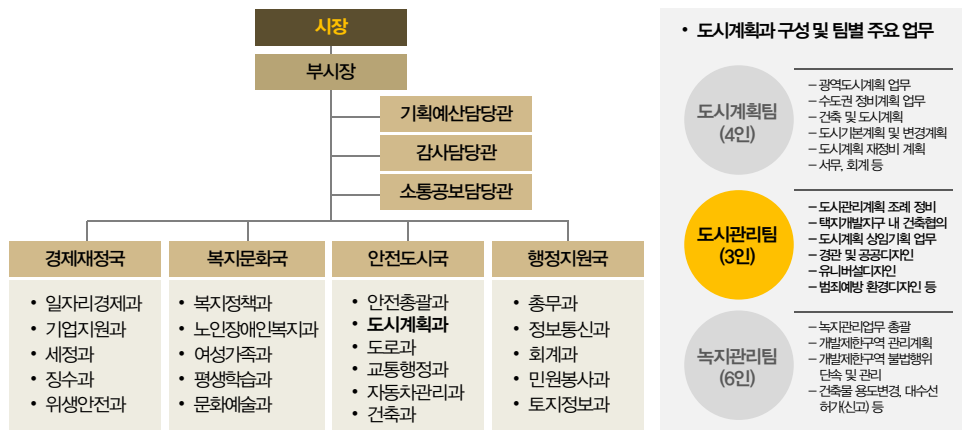 시장
부시장
기획예산담당관
감사담당관
소통공보담당관
경제재정국
• 일자리경제과
• 기업지원과
• 세정과
• 징수과
• 위생안전과
복지문화국
• 복지정책과
• 노인장애인복지과
• 여성가족과
• 평생학습과
• 문화예술과
안전도시국
• 안전총괄과
• 도시계획과
• 도로과
• 교통행정과
• 자동차관리과
• 건축과
행정지원국
• 총무과
• 정보통신과
• 회계과
• 민원봉사과
• 토지정보과
• 도시계획과 구성 및 팀별 주요 업무
도시계획팀
(4인)
– 광역도시계획 업무
– 수도권 정비계획 업무
– 건축 및 도시계획
– 도시기본계획 및 변경계획
– 도시계획 재정비 계획
– 서무, 회계 등
도시관리팀
(3인)
– 도시관리계획 조례 정비
– 택지개발지구 내 건축협의
– 도시계획 상임기획 업무
– 경관 및 공공디자인
– 유니버설디자인
– 범죄예방 환경디자인 등
녹지관리팀
(6인)
– 녹지관리업무 총괄
– 개발제한구역 관리계획
– 개발제한구역 불법행위
단속 및 관리
– 건축물 용도변경, 대수선
허가(신고) 등